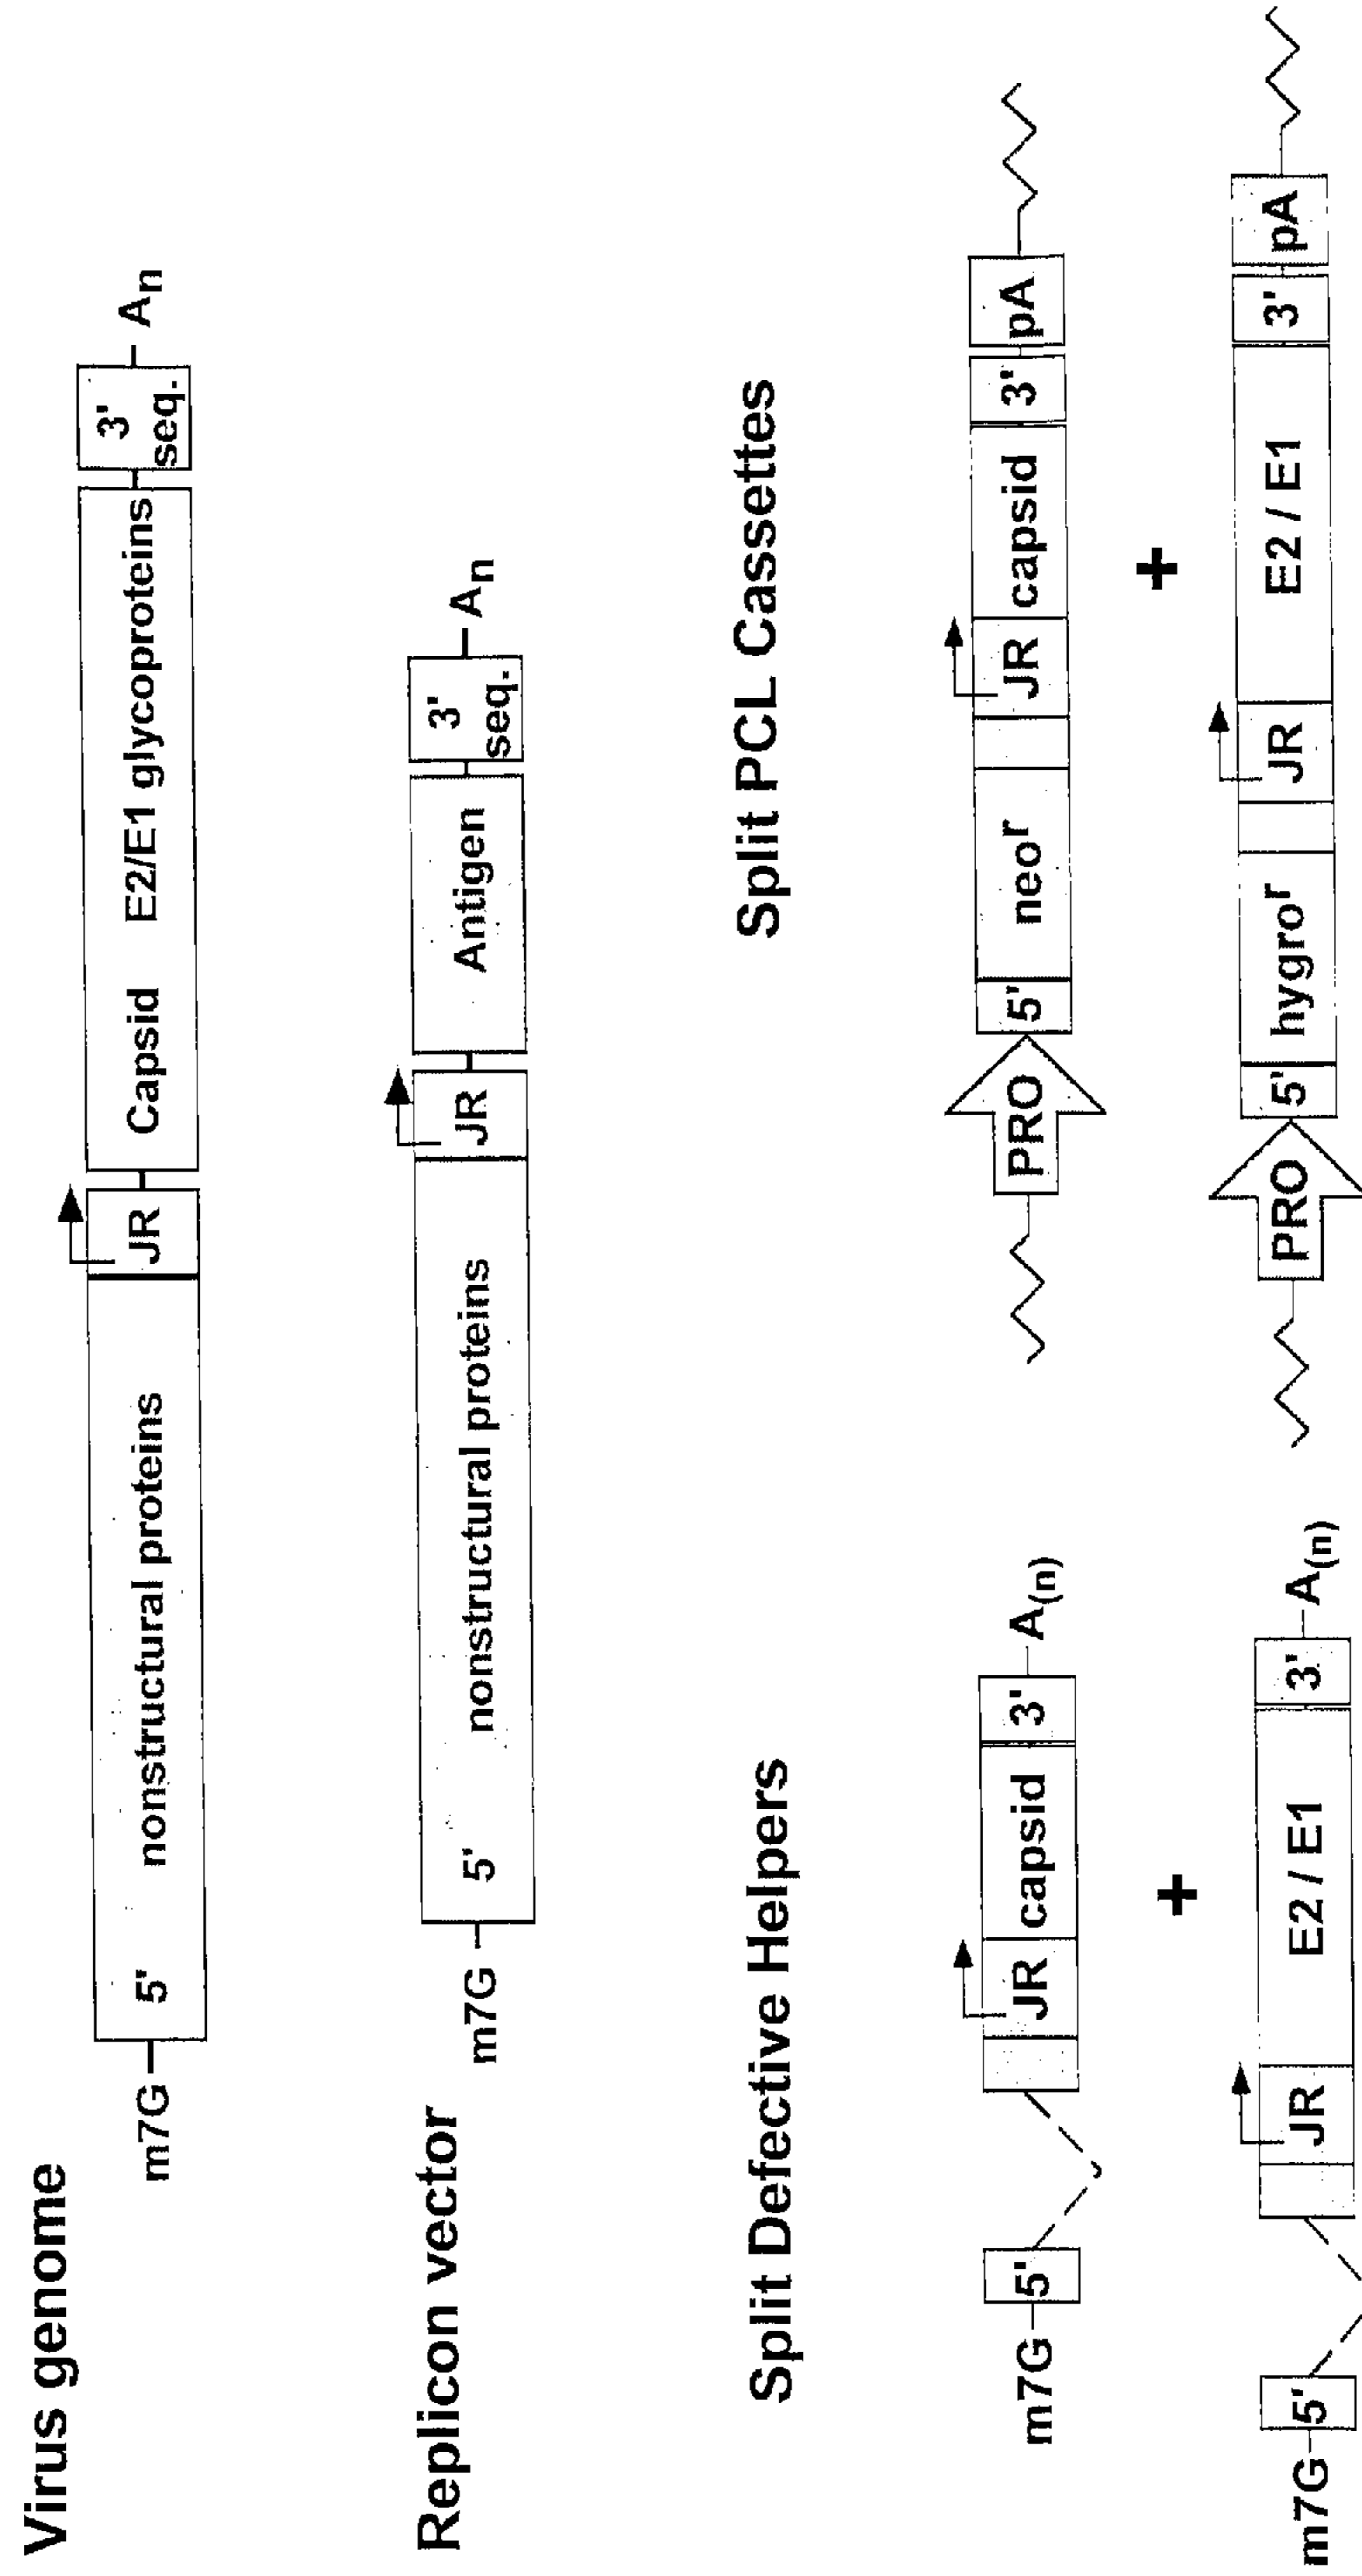 Virus genome
m7G 5' nonstructural proteins JR Capsid E2/E1 glycoproteins 3' seq. An
Replicon vector
m7G 5' nonstructural proteins JR Antigen 3' seq. An
Split Defective Helpers
m7G 5' JR capsid 3' A(n)
+
m7G 5' JR E2 / E1 3' A(n)
Split PCL Cassettes
PRO 5' neor JR capsid 3' pA
+
PRO 5' hygror JR E2 / E1 3' pA